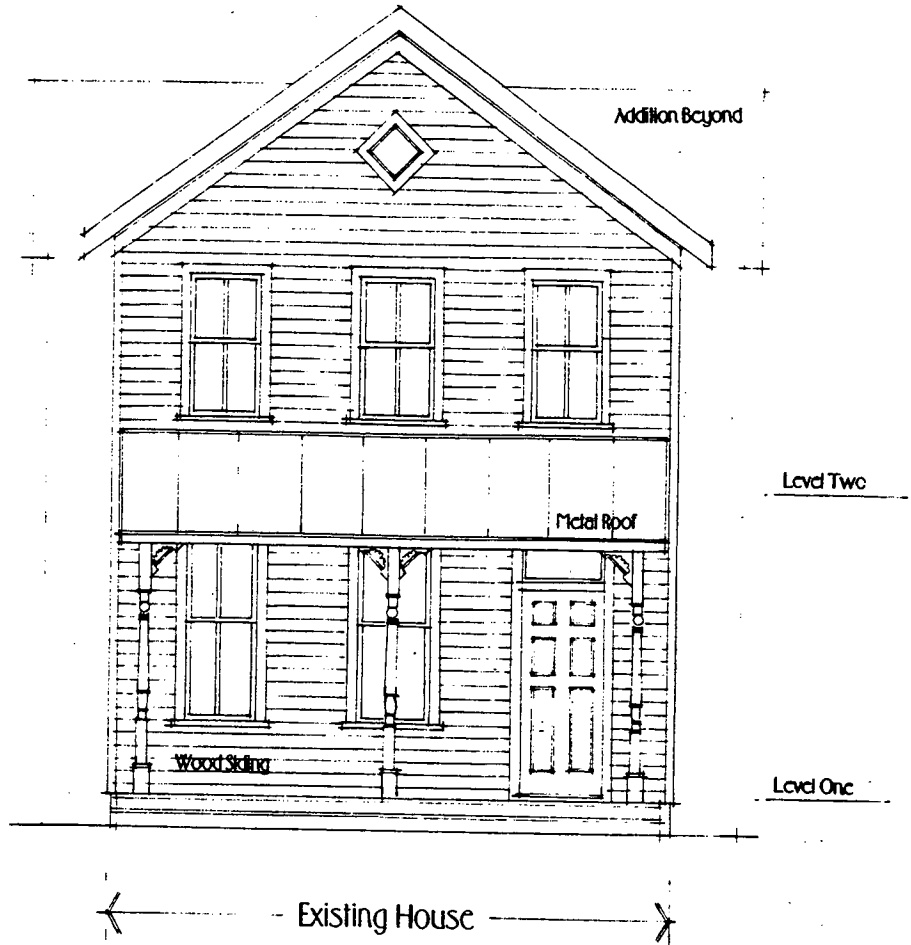 Addition Beyond
Level Two
Metal Roof
Wood Siding
Level One
Existing House